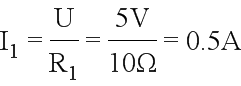 I₁ = U/R₁ = 5V/10Ω = 0.5A